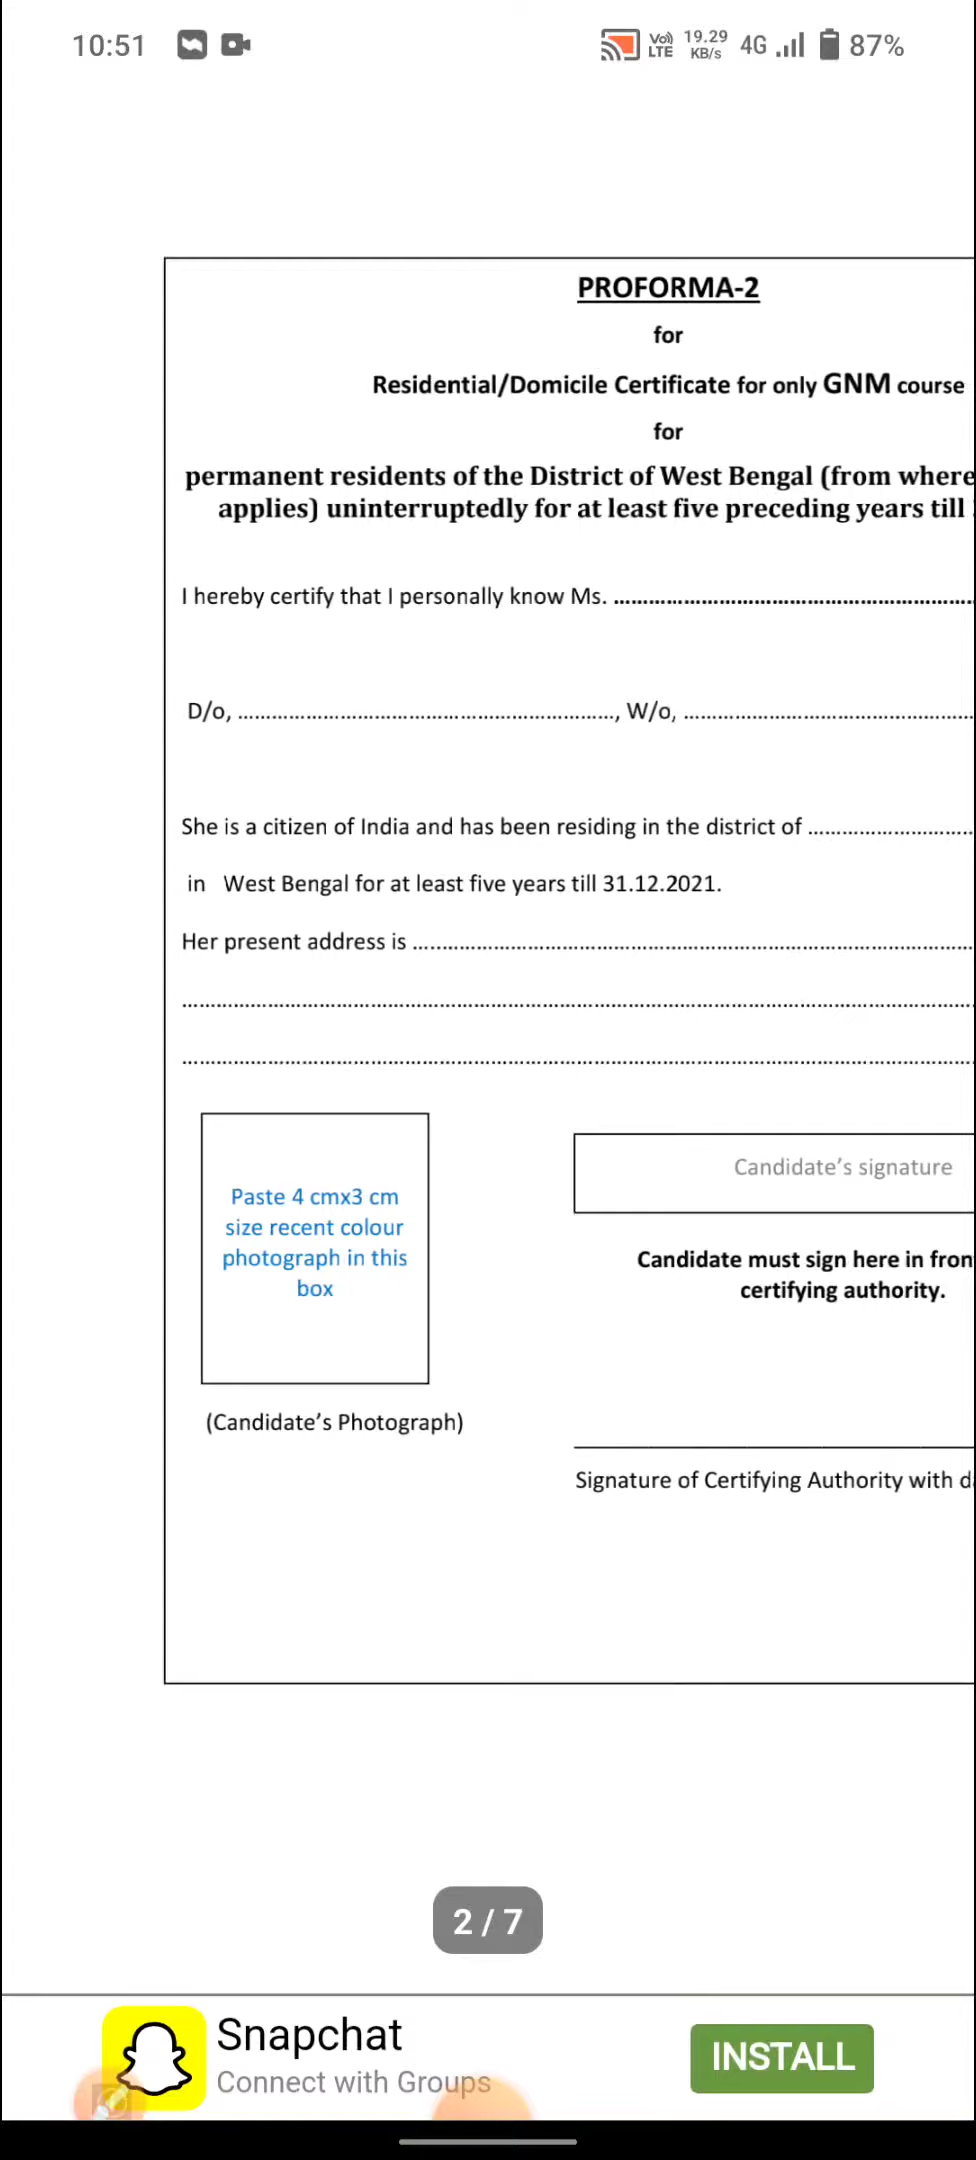 10:51 Vo) LTE 19.29 KB/s 4G 87%
PROFORMA-2
for
Residential/Domicile Certificate for only GNM course
for
permanent residents of the District of West Bengal (from where
applies) uninterruptedly for at least five preceding years till
I hereby certify that I personally know Ms. ........................................................
D/o, ................................................................, W/o, ................................................
She is a citizen of India and has been residing in the district of ............................
in West Bengal for at least five years till 31.12.2021.
Her present address is ................................................................................................
................................................................................................................................
................................................................................................................................
Paste 4 cmx3 cm
size recent colour
photograph in this
box
Candidate's signature
Candidate must sign here in fron
certifying authority.
(Candidate's Photograph)
Signature of Certifying Authority with d
2 / 7
Snapchat
Connect with Groups
INSTALL